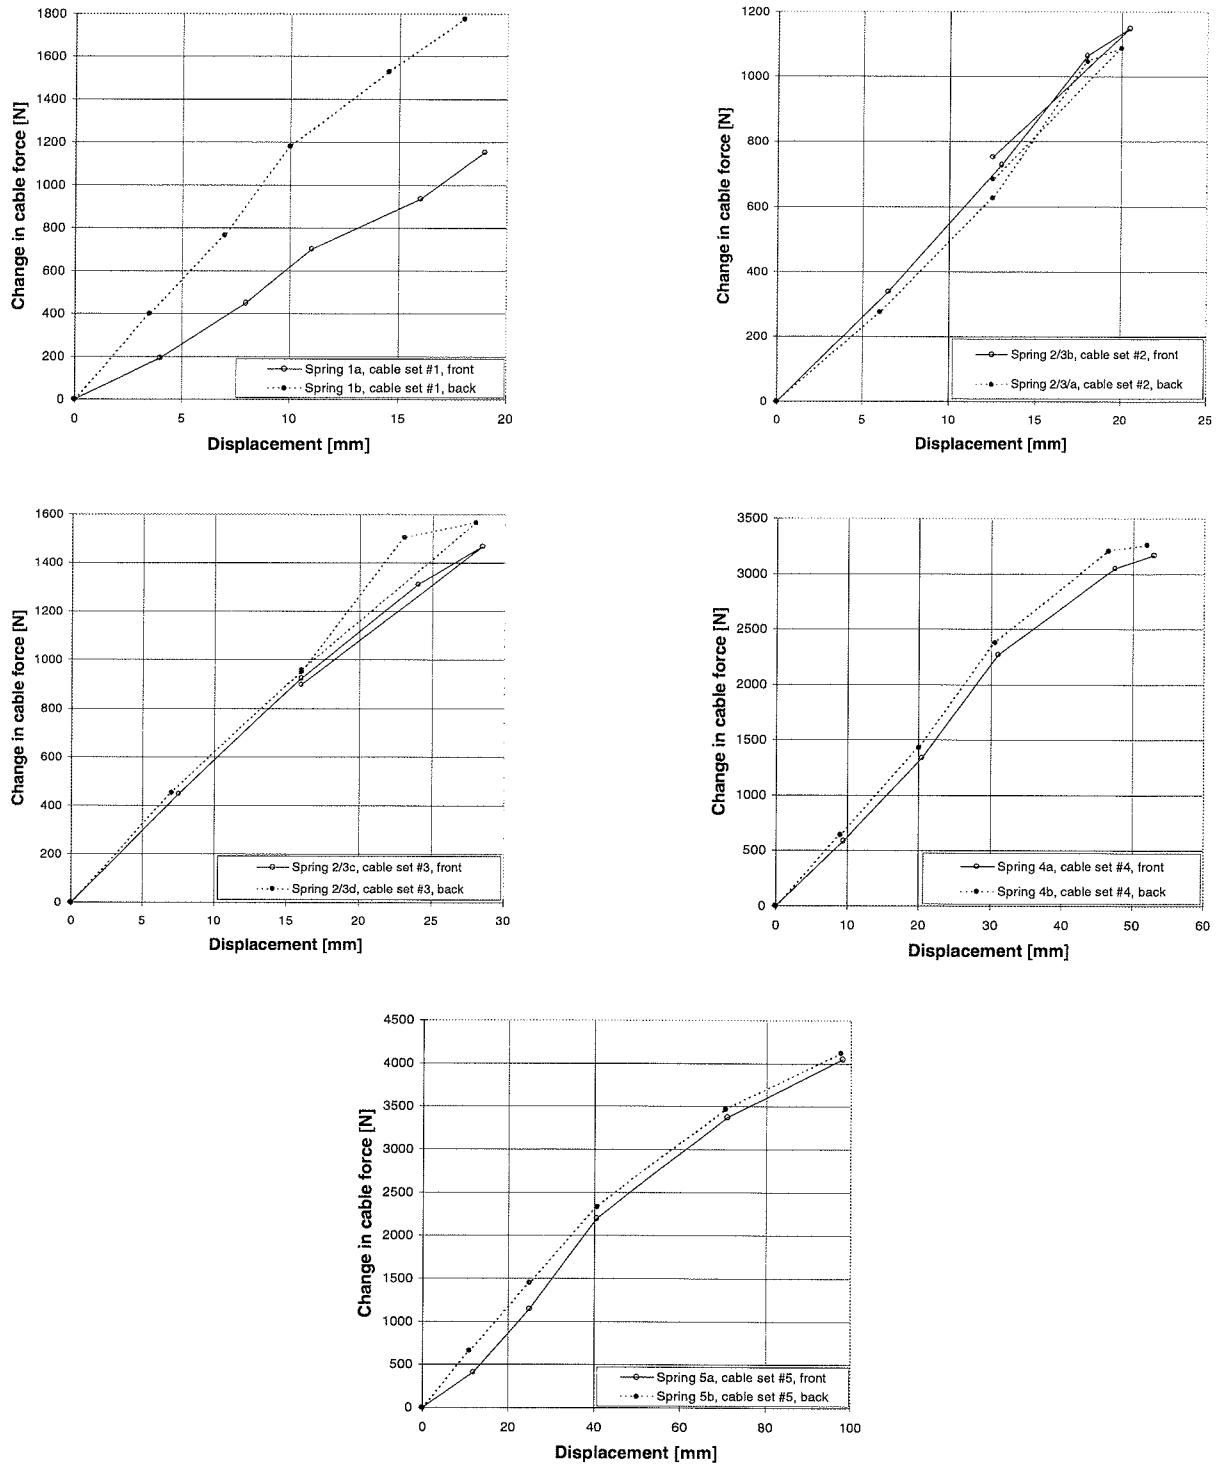 1800
1600
1400
1200
1000
800
600
400
200
0
Change in cable force [N]
Spring 1a, cable set #1, front
Spring 1b, cable set #1, back
0 5 10 15 20
Displacement [mm]
1200
1000
800
600
400
200
0
Change in cable force [N]
Spring 2/3b, cable set #2, front
Spring 2/3/a, cable set #2, back
0 5 10 15 20 25
Displacement [mm]
1600
1400
1200
1000
800
600
400
200
0
Change in cable force [N]
Spring 2/3c, cable set #3, front
Spring 2/3d, cable set #3, back
0 5 10 15 20 25 30
Displacement [mm]
3500
3000
2500
2000
1500
1000
500
0
Change in cable force [N]
Spring 4a, cable set #4, front
Spring 4b, cable set #4, back
0 10 20 30 40 50 60
Displacement [mm]
4500
4000
3500
3000
2500
2000
1500
1000
500
0
Change in cable force [N]
Spring 5a, cable set #5, front
Spring 5b, cable set #5, back
0 20 40 60 80 100
Displacement [mm]